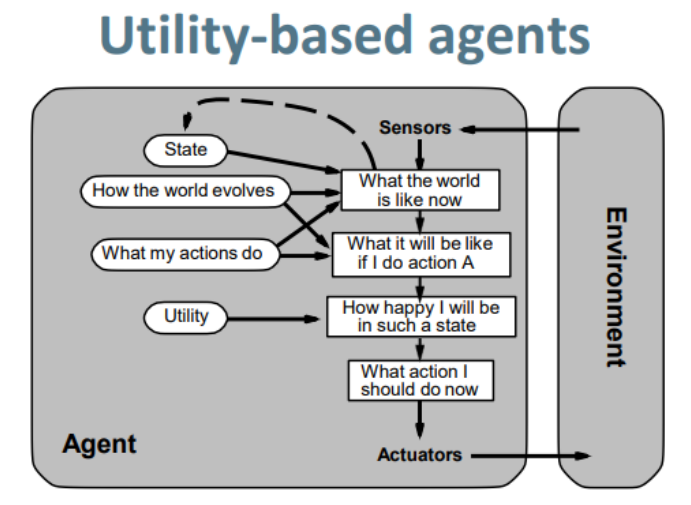 Utility-based agents
Sensors
State
What the world
is like now
How the world evolves
What my actions do
What it will be like
if I do action A
Utility
How happy I will be
in such a state
What action I
should do now
Agent
Actuators
Environment